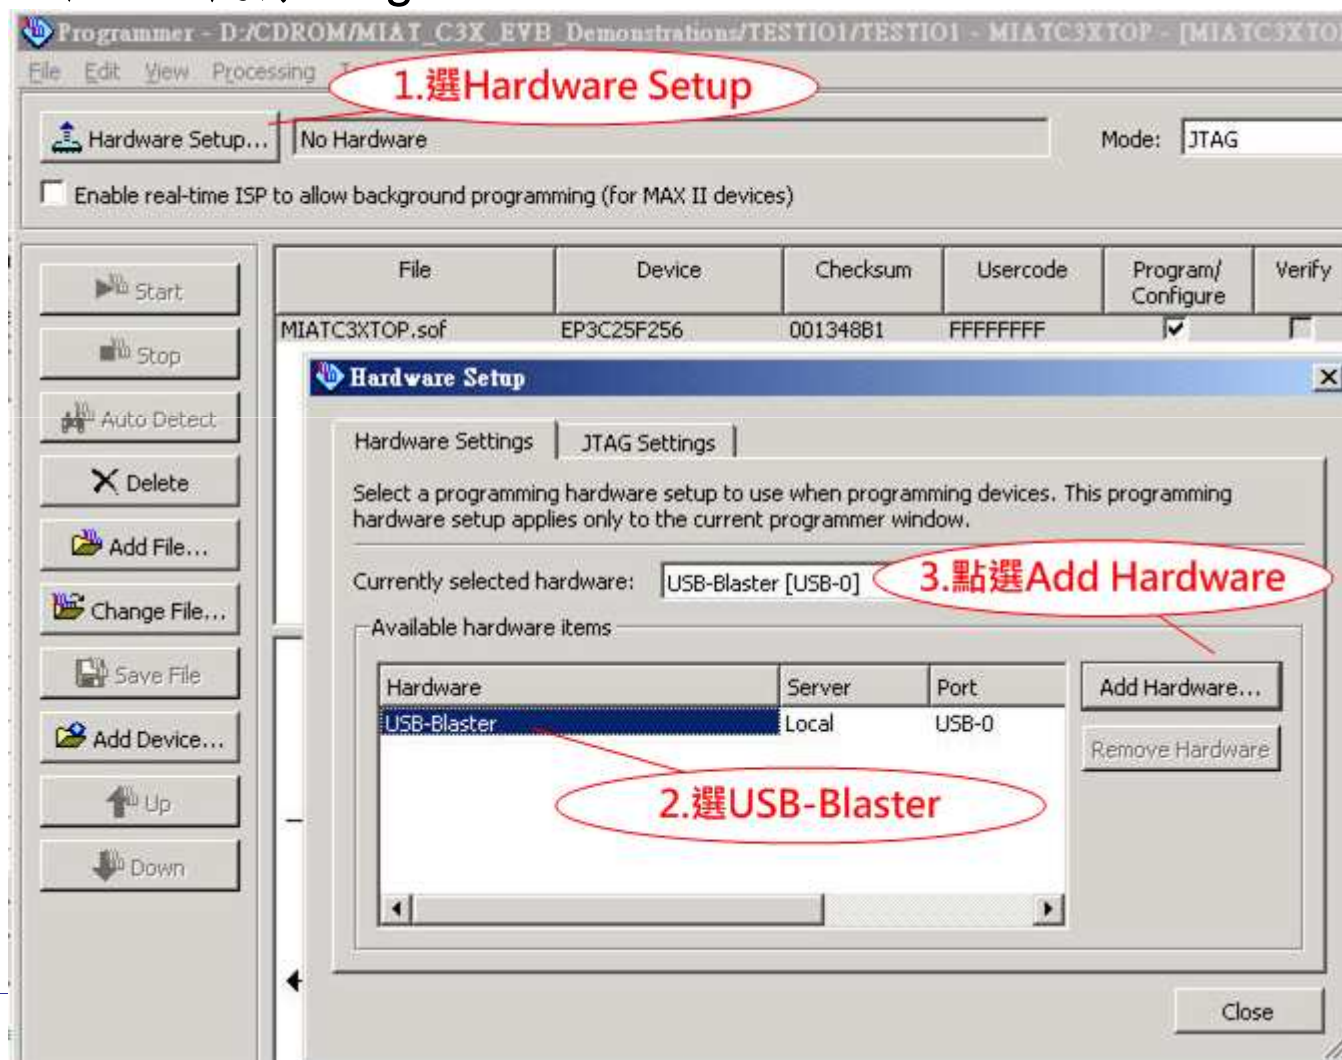 Programmer - D:/CDROM/MIAT_C3X_EVB_Demonstrations/TESTIO1/TESTIO1 - MIATC3XTOP - [MIATC3XTO
File Edit View Processing
1.選Hardware Setup
Hardware Setup... No Hardware Mode: JTAG
Enable real-time ISP to allow background programming (for MAX II devices)
File Device Checksum Usercode Program/ Configure Verify
MIATC3XTOP.sof EP3C25F256 001348B1 FFFFFFFF
Start
Stop
Auto Detect
Delete
Add File...
Change File...
Save File
Add Device...
Up
Down
Hardware Setup
Hardware Settings JTAG Settings
Select a programming hardware setup to use when programming devices. This programming
hardware setup applies only to the current programmer window.
Currently selected hardware: USB-Blaster [USB-0]
3.點選Add Hardware
Available hardware items
Hardware Server Port
USB-Blaster Local USB-0
Add Hardware...
Remove Hardware
2.選USB-Blaster
Close